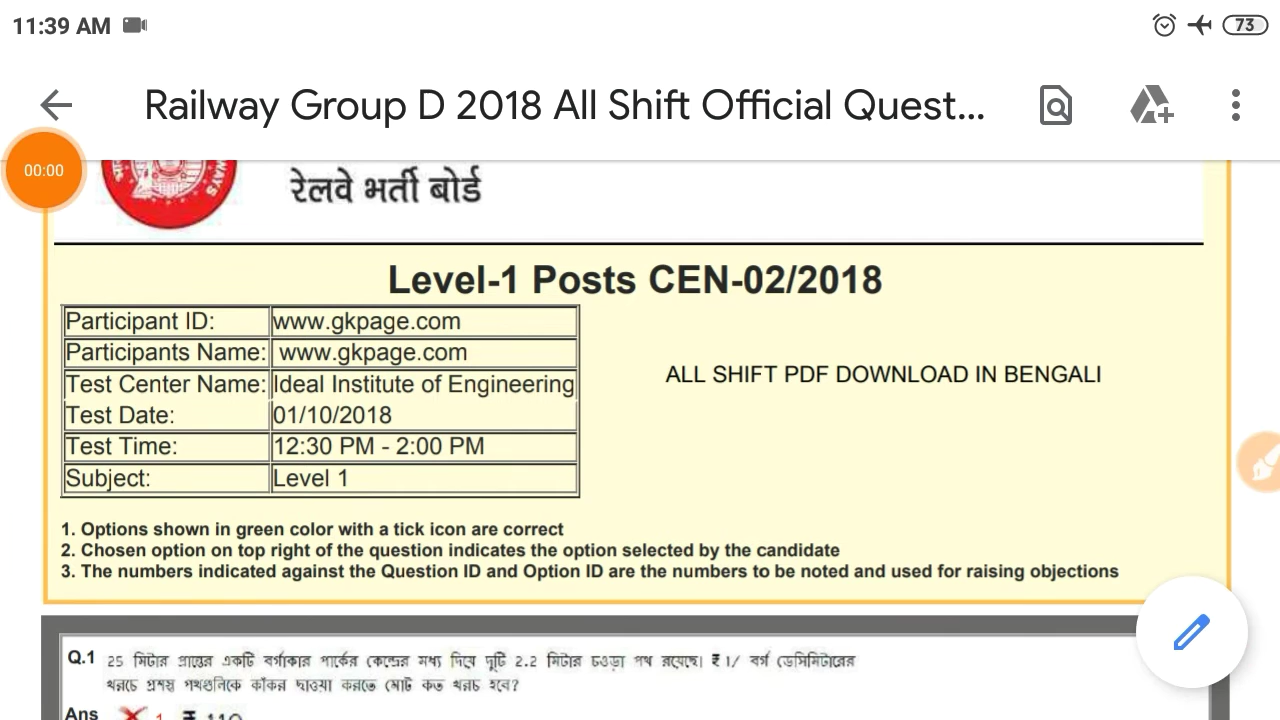 11:39 AM
73
Railway Group D 2018 All Shift Official Quest...
00:00
रेलवे भर्ती बोर्ड
Level-1 Posts CEN-02/2018
Participant ID: www.gkpage.com
Participants Name: www.gkpage.com
ALL SHIFT PDF DOWNLOAD IN BENGALI
Test Center Name: Ideal Institute of Engineering
Test Date: 01/10/2018
Test Time: 12:30 PM - 2:00 PM
Subject: Level 1
1. Options shown in green color with a tick icon are correct
2. Chosen option on top right of the question indicates the option selected by the candidate
3. The numbers indicated against the Question ID and Option ID are the numbers to be noted and used for raising objections
Q.1 25 মিটার প্রান্তের একটি বর্গাকার পার্কের কেন্দ্রের মধ্য দিয়ে দুটি 2.2 মিটার চওড়া পথ রয়েছে। ₹ 1/ বর্গ ডেসিমিটারের
খরচে প্রশস্ত পথগুলিকে কাঁকর ছাওয়া করতে মোট কত খরচ হবে?
Ans 1. ₹ 110